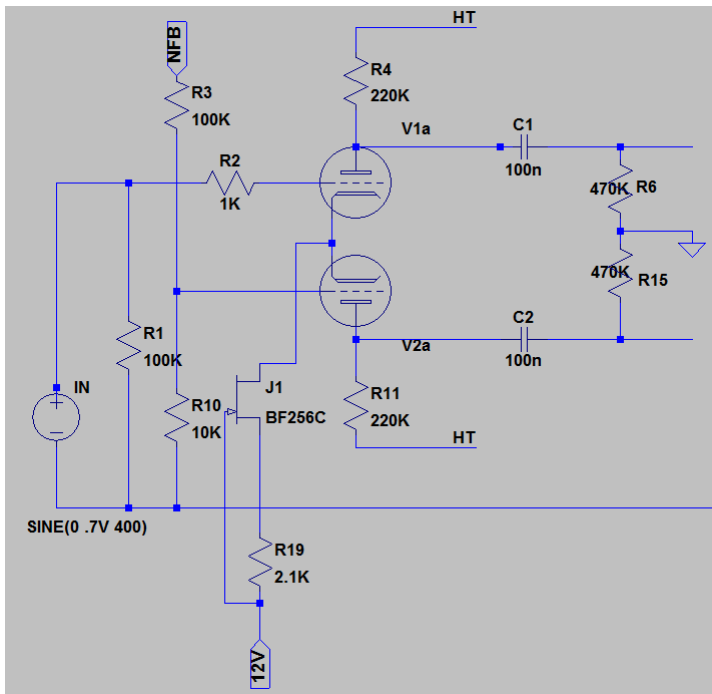 HT
NFB
R4
220K
R3
100K
V1a
C1
100n
R2
1K
470K
R6
470K
R15
R1
100K
C2
100n
V2a
J1
BF256C
R11
220K
IN
R10
10K
HT
SINE(0 .7V 400)
R19
2.1K
12V